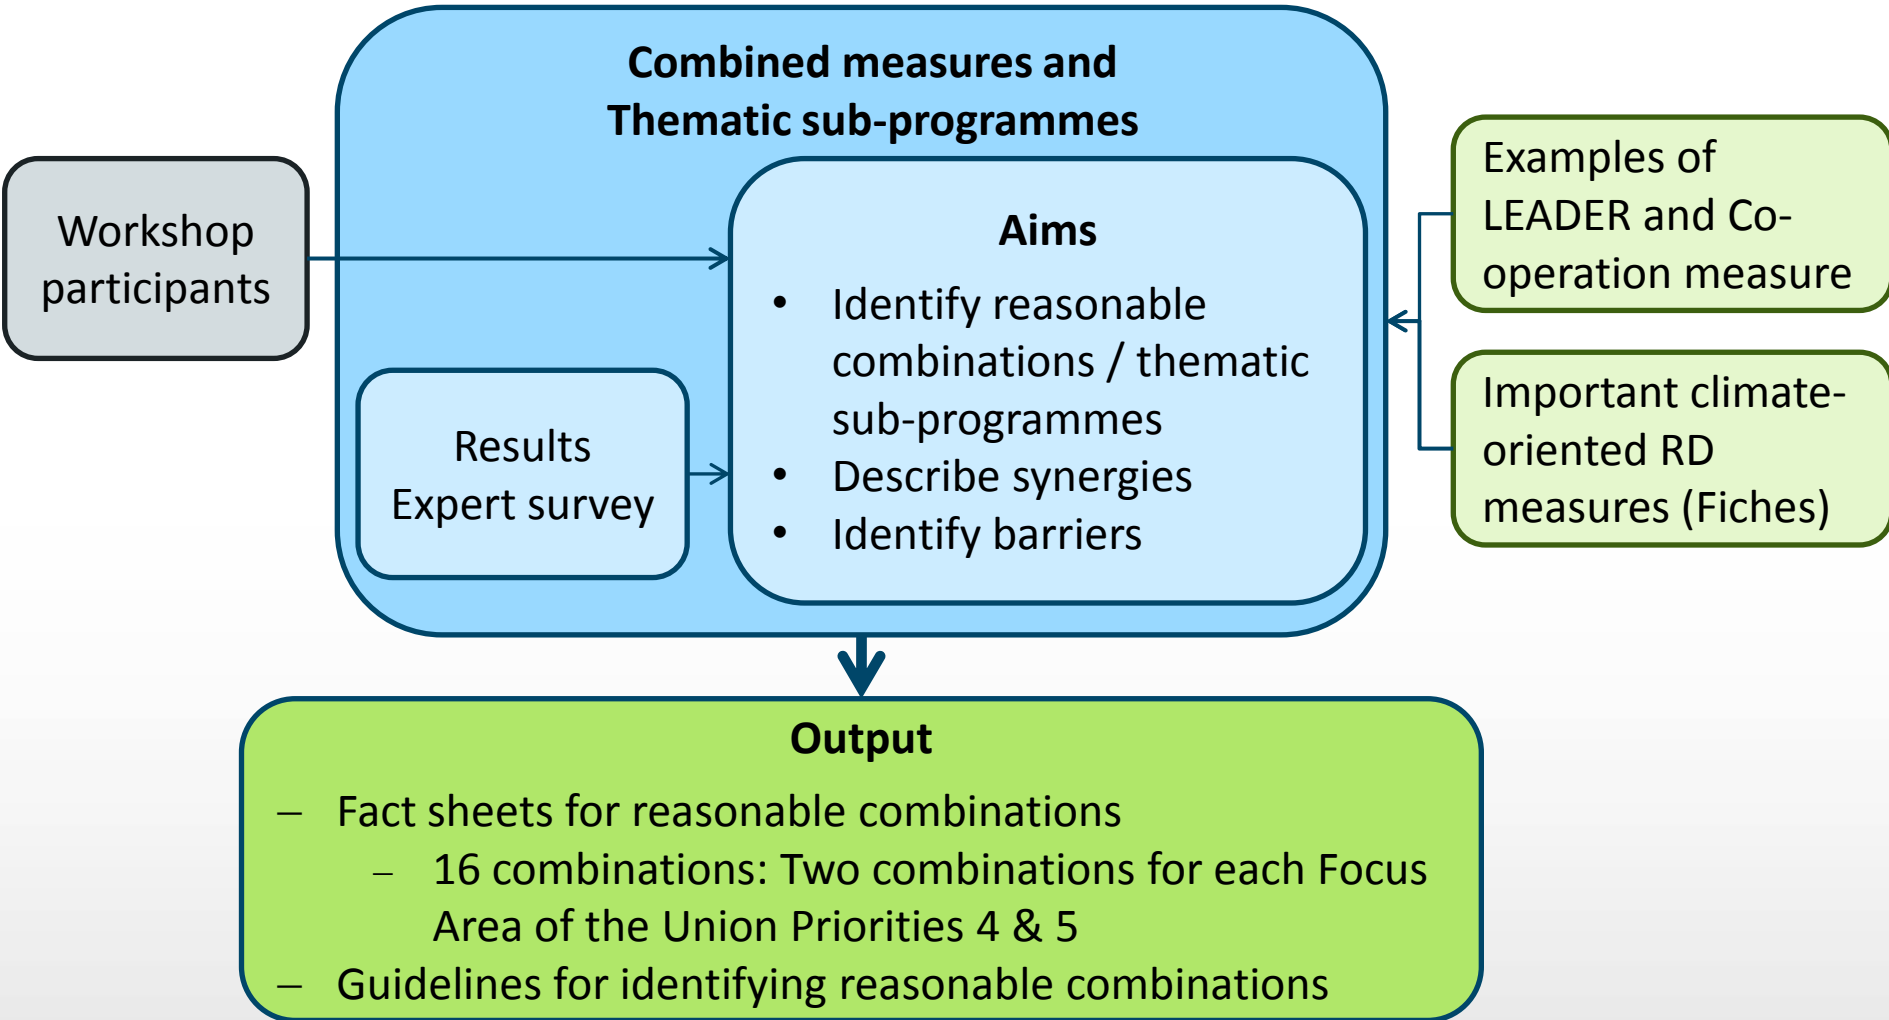 Combined measures and
Thematic sub-programmes
Workshop
participants
Results
Expert survey
Aims
• Identify reasonable
combinations / thematic
sub-programmes
• Describe synergies
• Identify barriers
Examples of
LEADER and Co-
operation measure
Important climate-
oriented RD
measures (Fiches)
Output
– Fact sheets for reasonable combinations
– 16 combinations: Two combinations for each Focus
Area of the Union Priorities 4 & 5
– Guidelines for identifying reasonable combinations